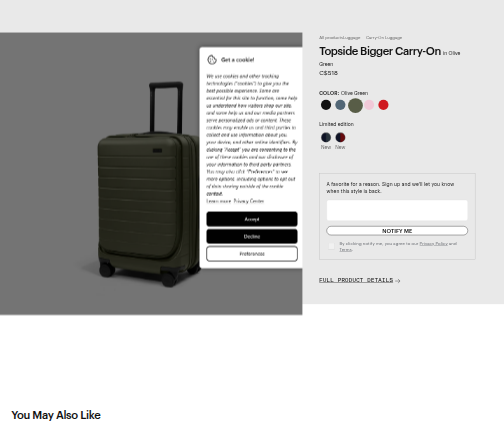 All products/Luggage Carry-On Luggage
Topside Bigger Carry-On in Olive
Green
C$518
COLOR: Olive Green
Limited edition
New New
A favorite for a reason. Sign up and we'll let you know
when this style is back.
NOTIFY ME
By clicking notify me, you agree to our Privacy Policy and
Terms.
FULL PRODUCT DETAILS →
Get a cookie!
We use cookies and other tracking
technologies ("cookies") to give you the
best possible experience. Some are
essential for this site to function, some help
us understand how visitors shop our site,
and some help us and our media partners
serve personalized ads or content. These
cookies may enable us and third parties to
collect and use information about you,
your device, and other online identifiers. By
clicking "Accept" you are consenting to the
use of these cookies and our disclosure of
your information to third party partners.
You may also click "Preferences" to see
more options, including options to opt out
of them sharing outside of the mobile
context.
Learn more: Privacy Center
Accept
Decline
Preferences
You May Also Like